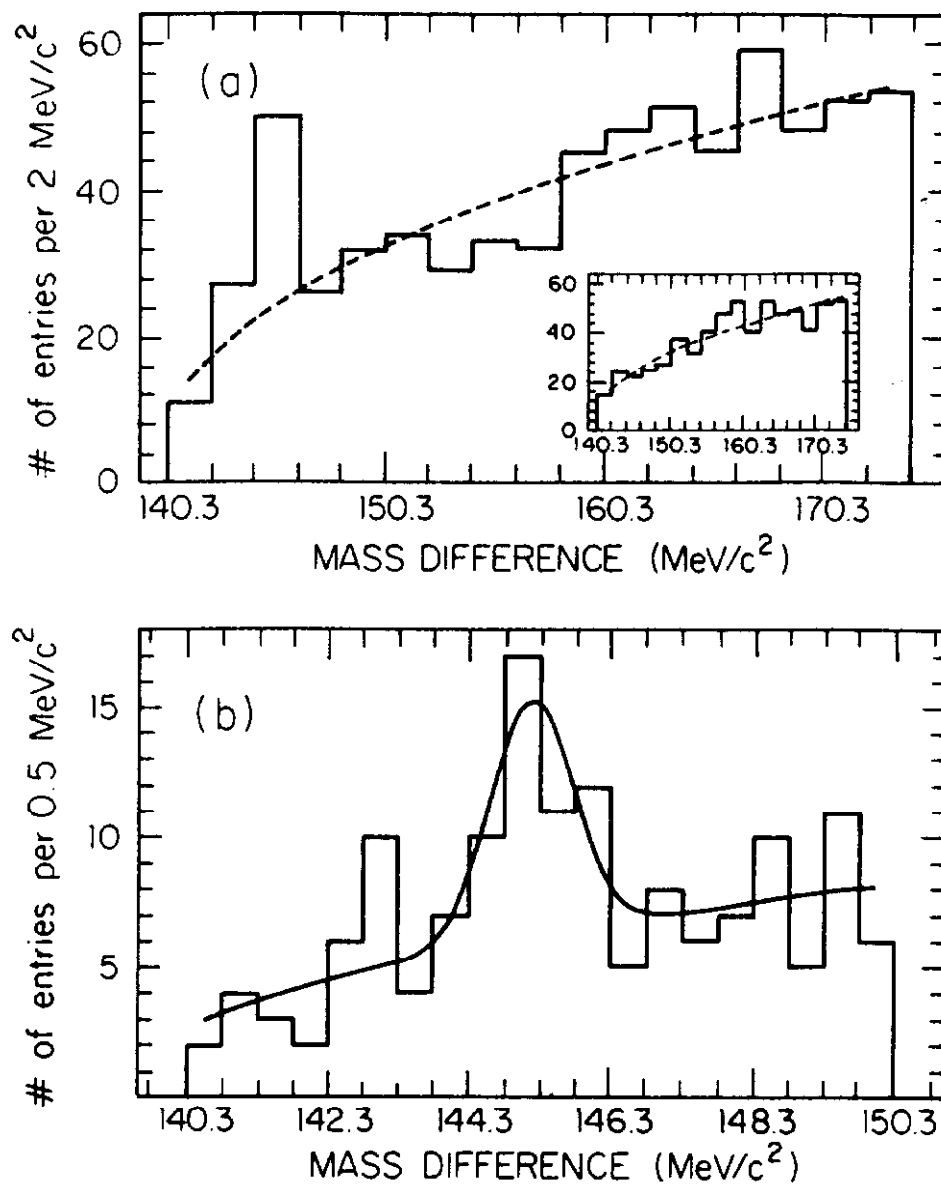 # of entries per 2 MeV/c²
(a)
60
40
20
0
140.3 150.3 160.3 170.3
MASS DIFFERENCE (MeV/c²)
60
40
20
0
140.3 150.3 160.3 170.3
# of entries per 0.5 MeV/c²
(b)
15
10
5
140.3 142.3 144.3 146.3 148.3 150.3
MASS DIFFERENCE (MeV/c²)